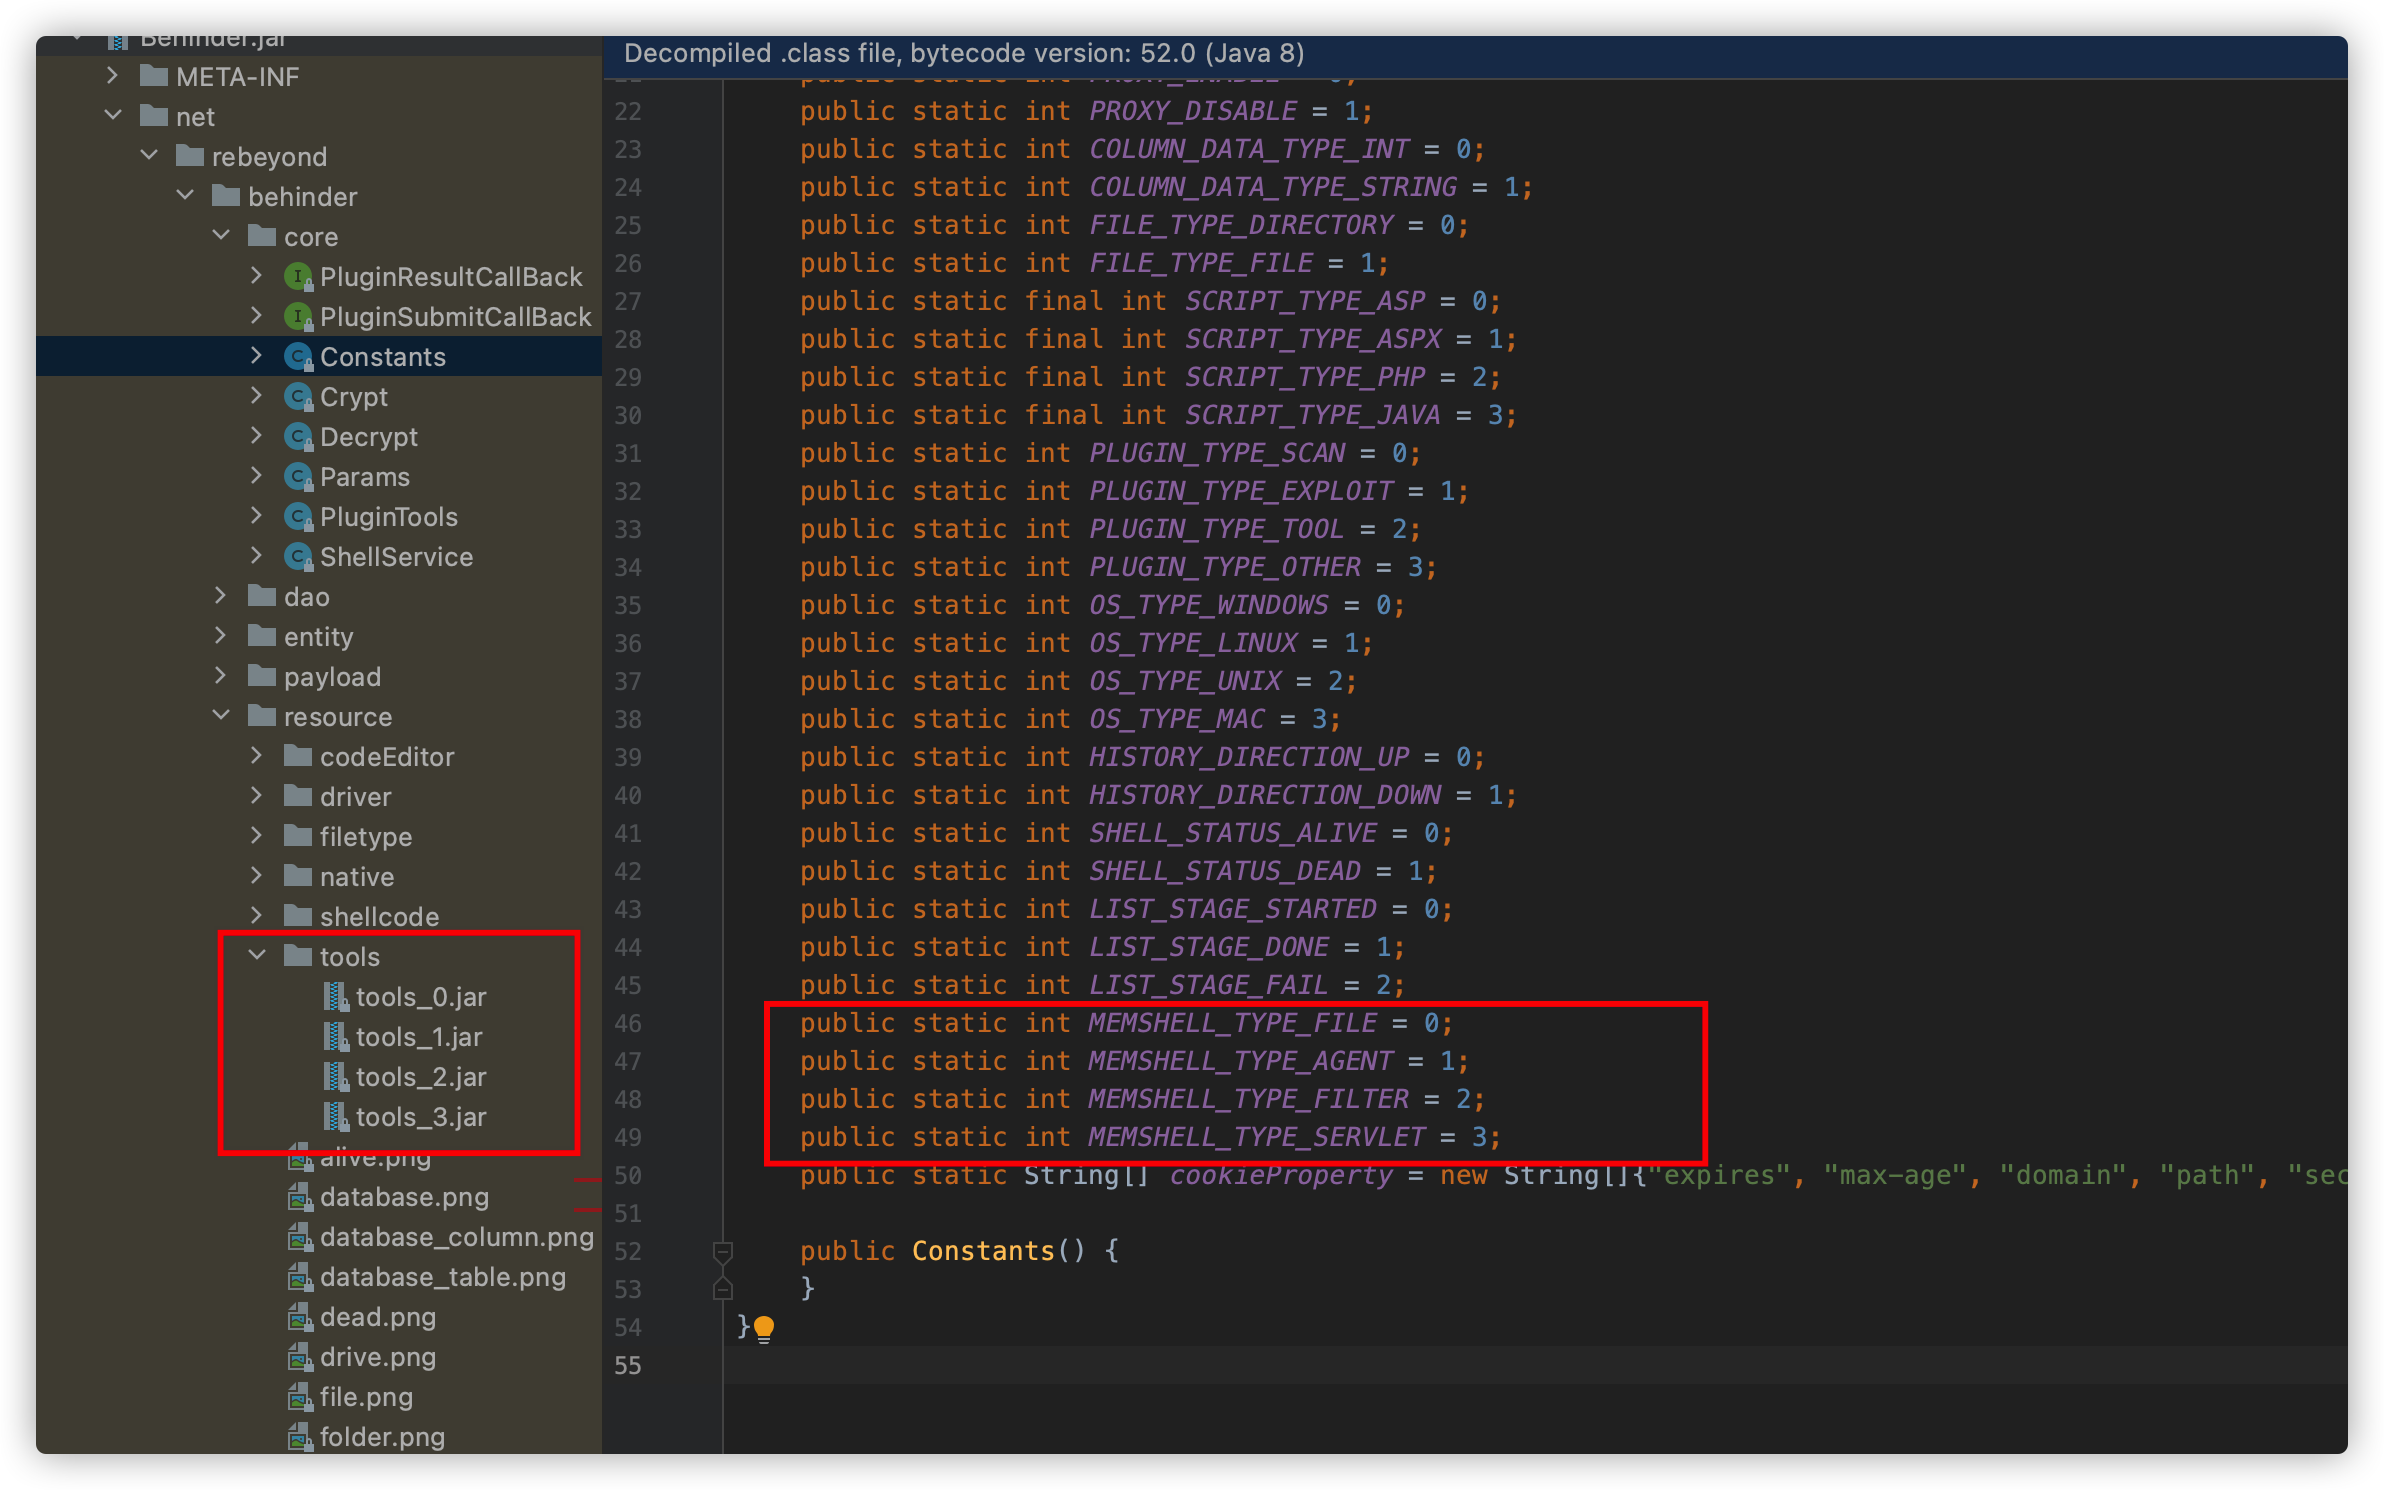 Behinder.jar
META-INF
net
rebeyond
behinder
core
PluginResultCallBack
PluginSubmitCallBack
Constants
Crypt
Decrypt
Params
PluginTools
ShellService
dao
entity
payload
resource
codeEditor
driver
filetype
native
shellcode
tools
tools_0.jar
tools_1.jar
tools_2.jar
tools_3.jar
alive.png
database.png
database_column.png
database_table.png
dead.png
drive.png
file.png
folder.png
Decompiled .class file, bytecode version: 52.0 (Java 8)
21 public static int PROXY_ENABLE = 0;
22 public static int PROXY_DISABLE = 1;
23 public static int COLUMN_DATA_TYPE_INT = 0;
24 public static int COLUMN_DATA_TYPE_STRING = 1;
25 public static int FILE_TYPE_DIRECTORY = 0;
26 public static int FILE_TYPE_FILE = 1;
27 public static final int SCRIPT_TYPE_ASP = 0;
28 public static final int SCRIPT_TYPE_ASPX = 1;
29 public static final int SCRIPT_TYPE_PHP = 2;
30 public static final int SCRIPT_TYPE_JAVA = 3;
31 public static int PLUGIN_TYPE_SCAN = 0;
32 public static int PLUGIN_TYPE_EXPLOIT = 1;
33 public static int PLUGIN_TYPE_TOOL = 2;
34 public static int PLUGIN_TYPE_OTHER = 3;
35 public static int OS_TYPE_WINDOWS = 0;
36 public static int OS_TYPE_LINUX = 1;
37 public static int OS_TYPE_UNIX = 2;
38 public static int OS_TYPE_MAC = 3;
39 public static int HISTORY_DIRECTION_UP = 0;
40 public static int HISTORY_DIRECTION_DOWN = 1;
41 public static int SHELL_STATUS_ALIVE = 0;
42 public static int SHELL_STATUS_DEAD = 1;
43 public static int LIST_STAGE_STARTED = 0;
44 public static int LIST_STAGE_DONE = 1;
45 public static int LIST_STAGE_FAIL = 2;
46 public static int MEMSHELL_TYPE_FILE = 0;
47 public static int MEMSHELL_TYPE_AGENT = 1;
48 public static int MEMSHELL_TYPE_FILTER = 2;
49 public static int MEMSHELL_TYPE_SERVLET = 3;
50 public static String[] cookieProperty = new String[]{"expires", "max-age", "domain", "path", "sec
51
52 public Constants() {
53 }
54 }
55